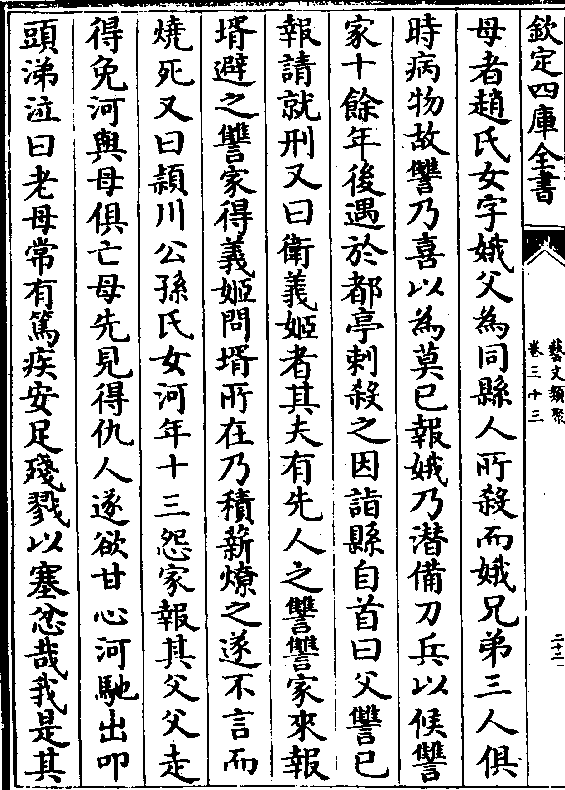 欽定四庫全書
藝文類聚
卷三十三
二十二
母者趙氏女字娥父為同縣人所殺而娥兄弟三人俱
時病物故讐乃喜以為莫已報娥乃潜備刀兵以候讐
家十餘年後遇於都亭刺殺之因詣縣自首曰父讐已
報請就刑又曰衛義姬者其夫有先人之讐讐家來報
壻避之讐家得義姬問壻所在乃積薪燎之遂不言而
燒死又曰潁川公孫氏女河年十三怨家報其父父走
得免河與母俱亡母先見得仇人遂欲甘心河馳出叩
頭涕泣曰老母常有篤疾安足殘戮以塞忿哉我是其